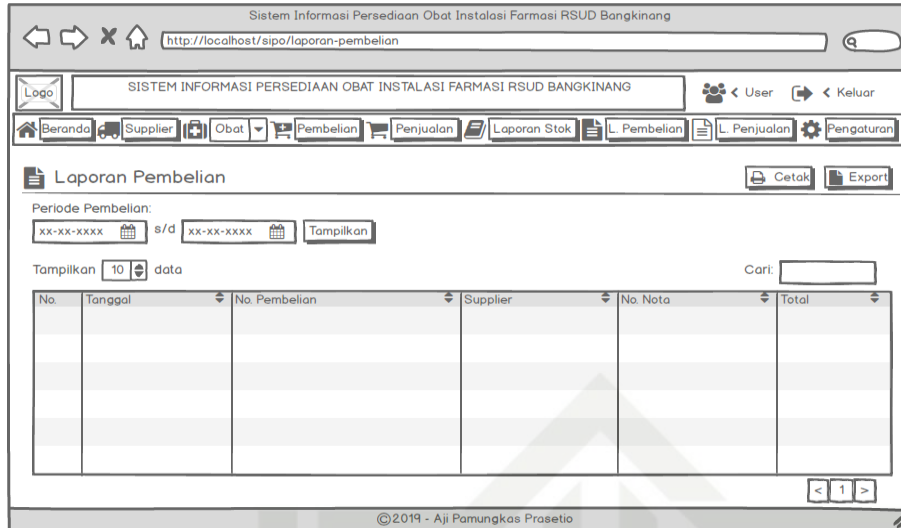 Sistem Informasi Persediaan Obat Instalasi Farmasi RSUD Bangkinang
http://localhost/sipo/laporan-pembelian
Logo SISTEM INFORMASI PERSEDIAAN OBAT INSTALASI FARMASI RSUD BANGKINANG < User < Keluar
Beranda Supplier Obat Pembelian Penjualan Laporan Stok L. Pembelian L. Penjualan Pengaturan
Laporan Pembelian Cetak Export
Periode Pembelian:
xx-xx-xxxx s/d xx-xx-xxxx Tampilkan
Tampilkan 10 data Cari:
No. Tanggal No. Pembelian Supplier No. Nota Total
< 1 >
©2019 - Aji Pamungkas Prasetio